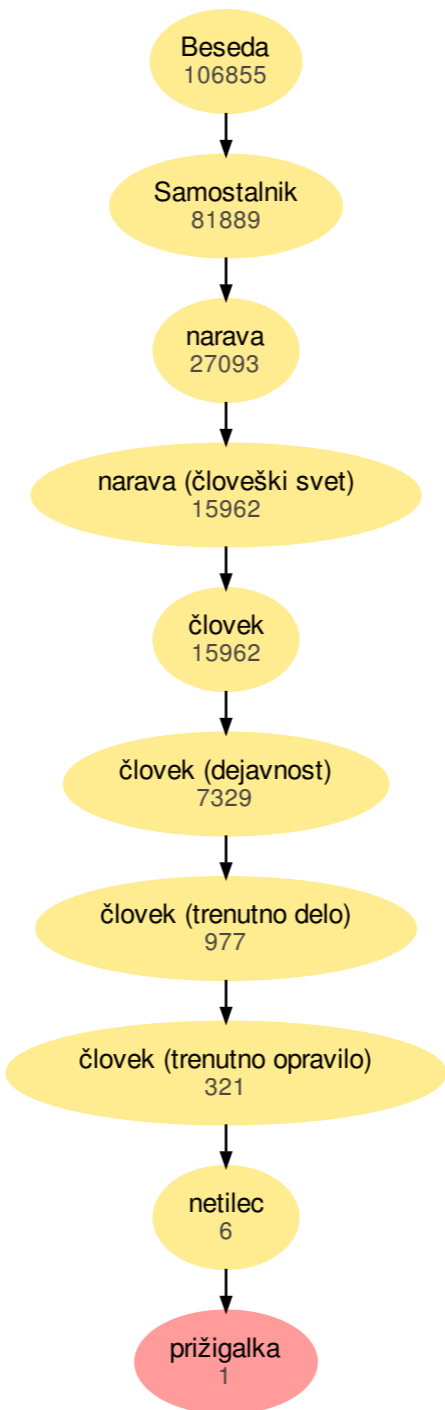 Beseda
106855
Samostalnik
81889
narava
27093
narava (človeški svet)
15962
človek
15962
človek (dejavnost)
7329
človek (trenutno delo)
977
človek (trenutno opravilo)
321
netilec
6
prižigalka
1